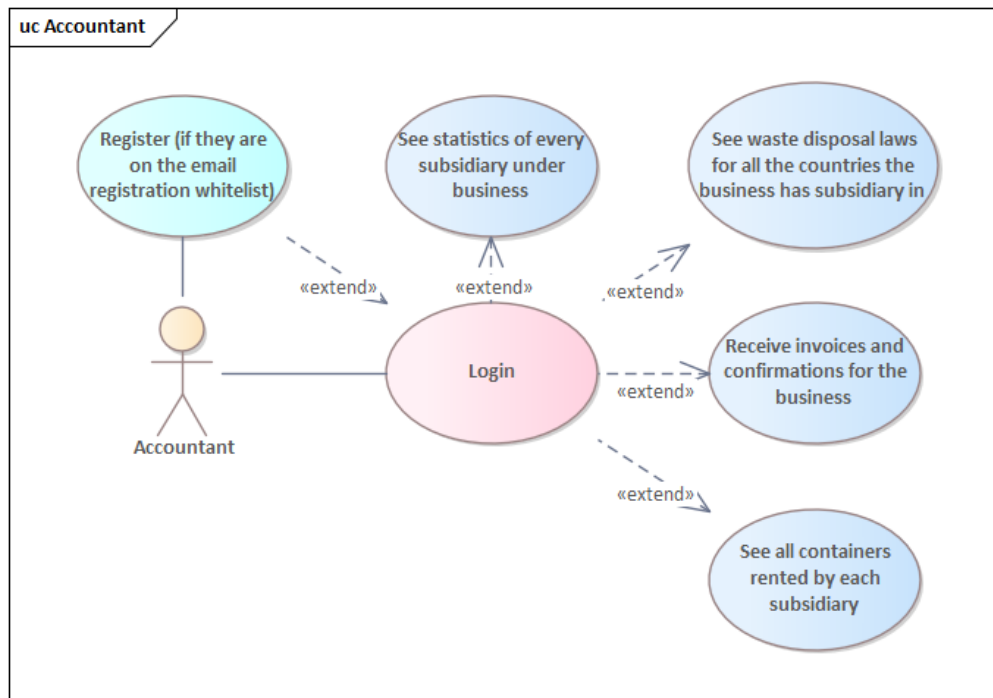 uc Accountant
Register (if they are
on the email
registration whitelist)
See statistics of every
subsidiary under
business
See waste disposal laws
for all the countries the
business has subsidiary in
«extend»
«extend»
«extend»
Login
Receive invoices and
confirmations for the
business
«extend»
Accountant
«extend»
See all containers
rented by each
subsidiary